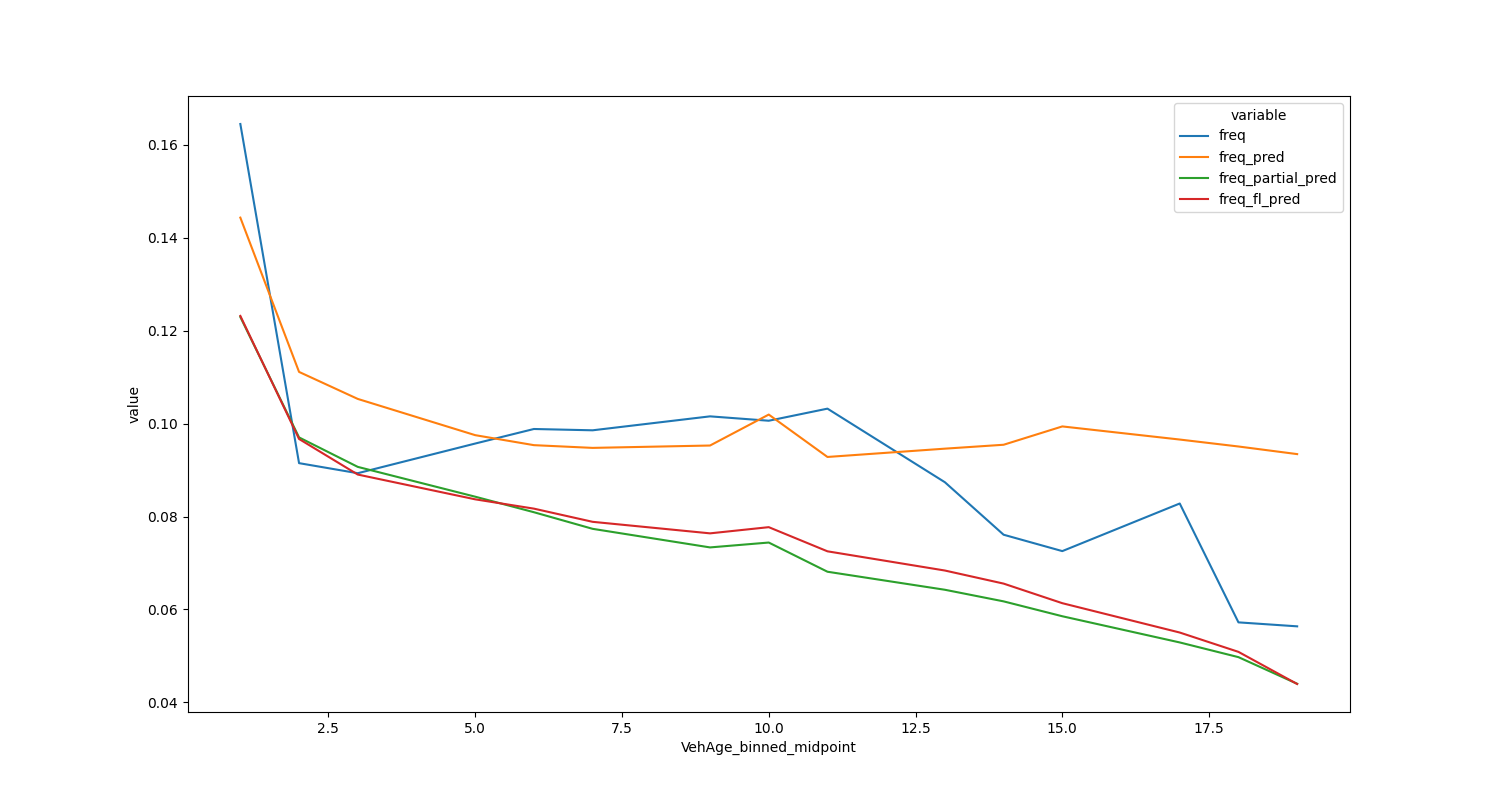 variable
freq
freq_pred
freq_partial_pred
freq_fl_pred
0.16
0.14
0.12
0.10
0.08
0.06
0.04
value
2.5
5.0
7.5
10.0
12.5
15.0
17.5
VehAge_binned_midpoint